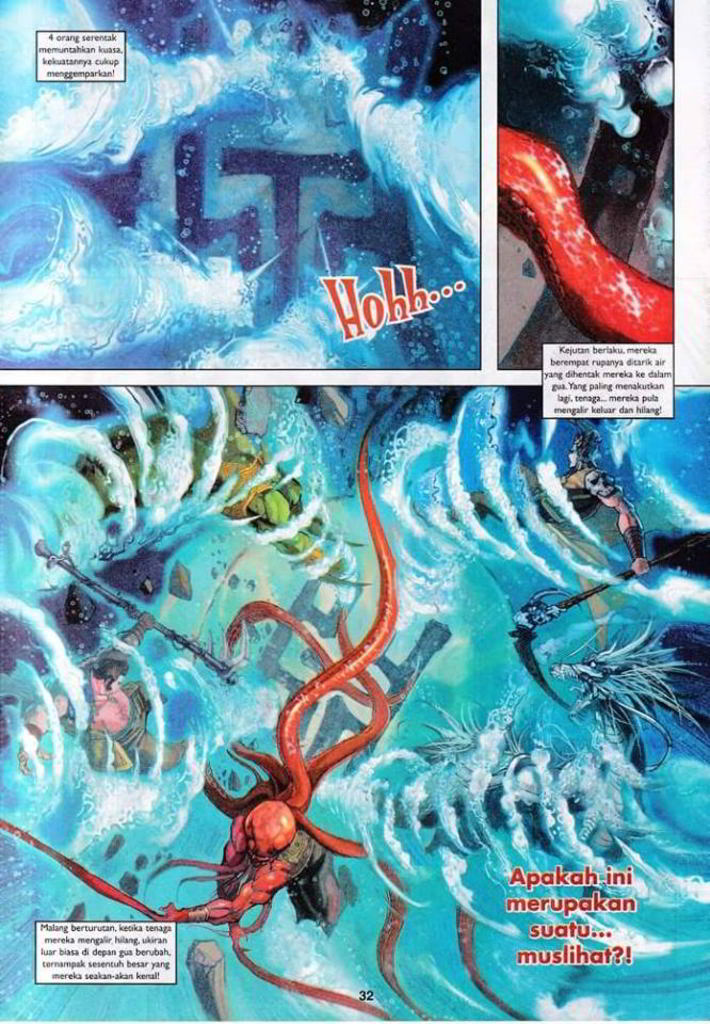 4 orang serentak
memuntahkan kuasa,
kekuatannya cukup
menggemparkan!
Hohh...
Kejutan berlaku, mereka
berempat rupanya ditarik air
yang dihentak mereka ke dalam
gua. Yang paling menakutkan
lagi, tenaga... mereka pula
mengalir keluar dan hilang!
Apakah ini
merupakan
suatu...
muslihat?!
Malang berturutan, ketika tenaga
mereka mengalir hilang, ukiran
luar biasa di depan gua berubah,
ternampak sesentuh besar yang
mereka seakan-akan kenal!
32